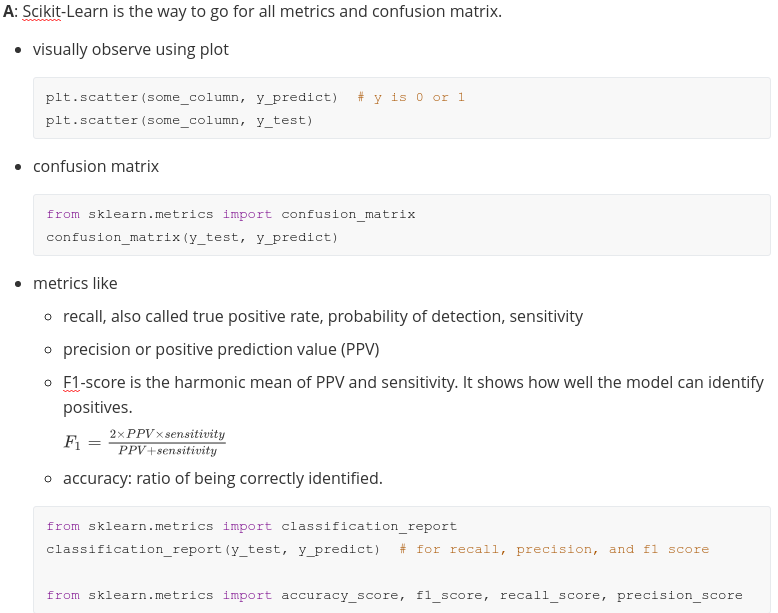 A: Scikit-Learn is the way to go for all metrics and confusion matrix.
• visually observe using plot
plt.scatter(some_column, y_predict)  # y is 0 or 1
plt.scatter(some_column, y_test)
• confusion matrix
from sklearn.metrics import confusion_matrix
confusion_matrix(y_test, y_predict)
• metrics like
◦ recall, also called true positive rate, probability of detection, sensitivity
◦ precision or positive prediction value (PPV)
◦ F1-score is the harmonic mean of PPV and sensitivity. It shows how well the model can identify
positives.
F₁ = 2×PPV×sensitivity / PPV+sensitivity
◦ accuracy: ratio of being correctly identified.
from sklearn.metrics import classification_report
classification_report(y_test, y_predict)  # for recall, precision, and f1 score
from sklearn.metrics import accuracy_score, f1_score, recall_score, precision_score